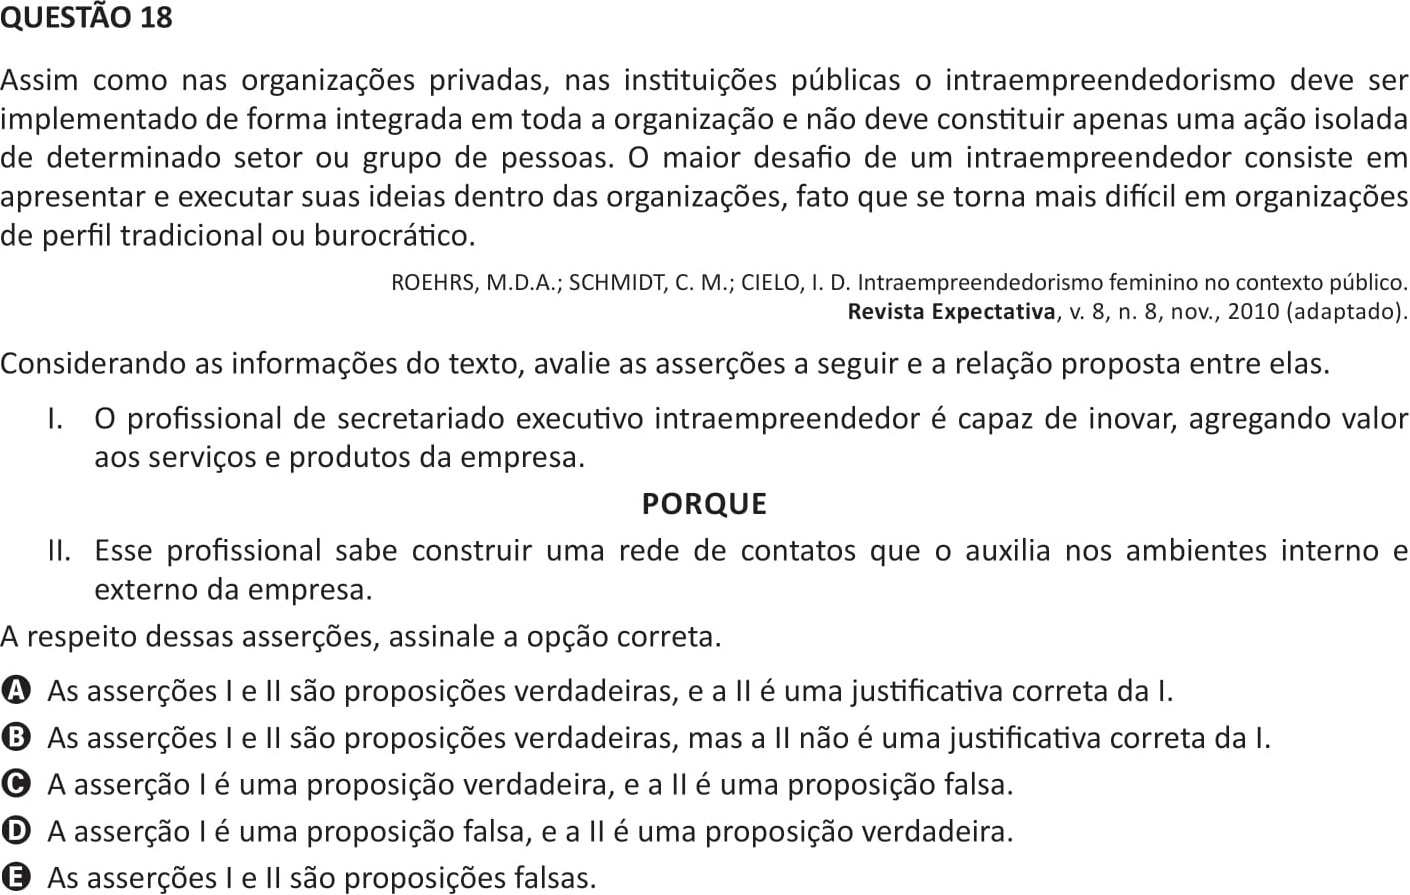 QUESTÃO 18
Assim como nas organizações privadas, nas instituições públicas o intraempreendedorismo deve ser
implementado de forma integrada em toda a organização e não deve constituir apenas uma ação isolada
de determinado setor ou grupo de pessoas. O maior desafio de um intraempreendedor consiste em
apresentar e executar suas ideias dentro das organizações, fato que se torna mais difícil em organizações
de perfil tradicional ou burocrático.
ROEHRS, M.D.A.; SCHMIDT, C. M.; CIELO, I. D. Intraempreendedorismo feminino no contexto público.
Revista Expectativa, v. 8, n. 8, nov., 2010 (adaptado).
Considerando as informações do texto, avalie as asserções a seguir e a relação proposta entre elas.
I. O profissional de secretariado executivo intraempreendedor é capaz de inovar, agregando valor
aos serviços e produtos da empresa.
PORQUE
II. Esse profissional sabe construir uma rede de contatos que o auxilia nos ambientes interno e
externo da empresa.
A respeito dessas asserções, assinale a opção correta.
A As asserções I e II são proposições verdadeiras, e a II é uma justificativa correta da I.
B As asserções I e II são proposições verdadeiras, mas a II não é uma justificativa correta da I.
C A asserção I é uma proposição verdadeira, e a II é uma proposição falsa.
D A asserção I é uma proposição falsa, e a II é uma proposição verdadeira.
E As asserções I e II são proposições falsas.